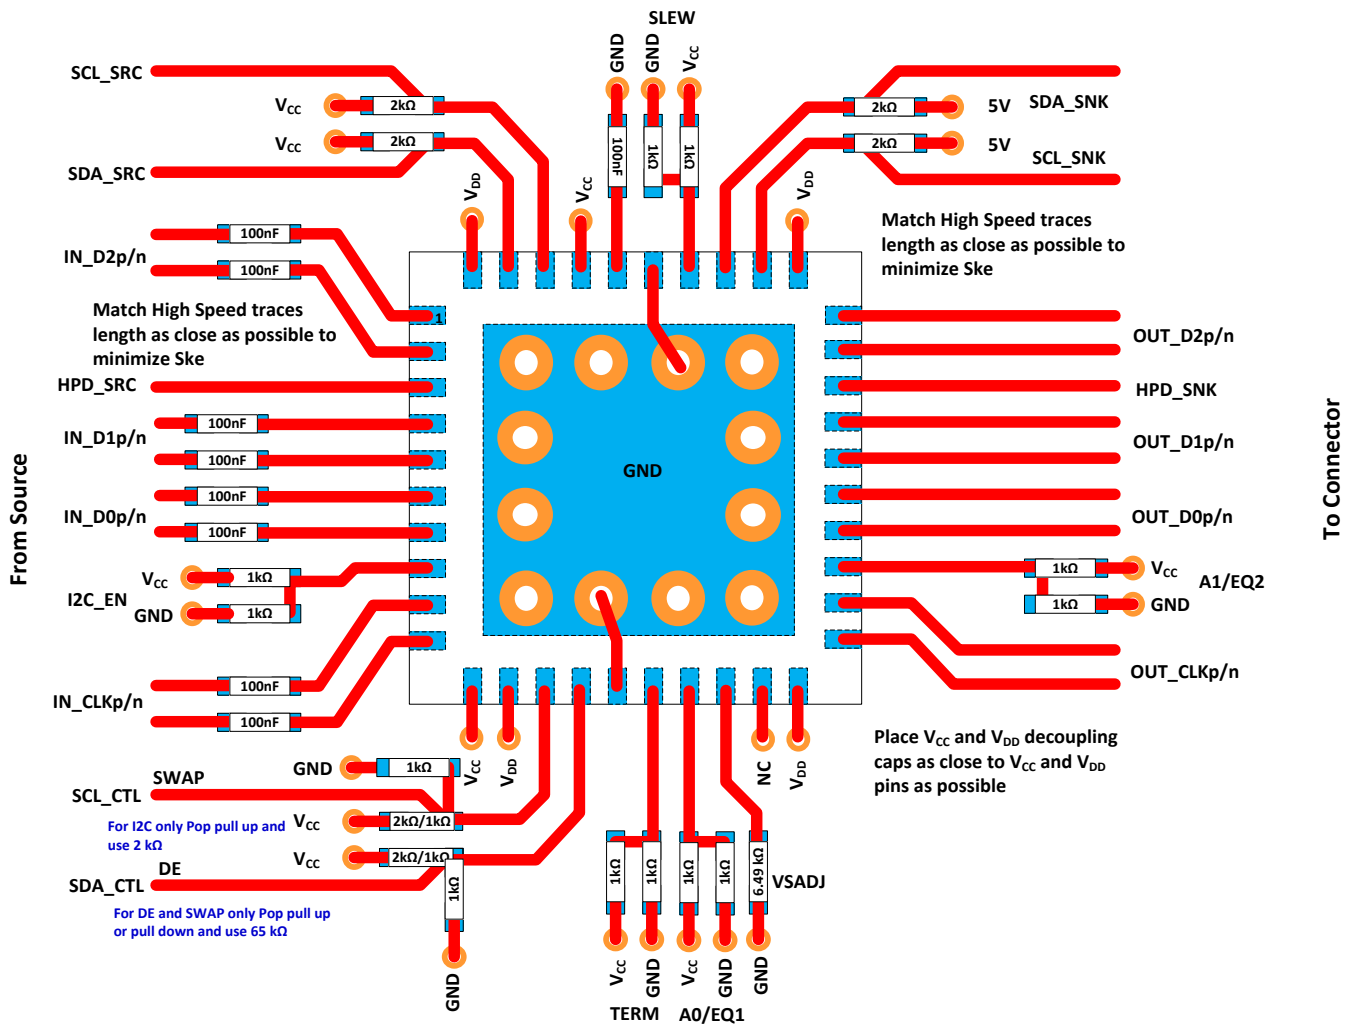 SLEW
GND
GND
VCC
SCL_SRC
VCC
2kΩ
VCC
2kΩ
SDA_SRC
100nF
1kΩ
1kΩ
2kΩ
5V
SDA_SNK
2kΩ
5V
SCL_SNK
VDD
VCC
VDD
IN_D2p/n
100nF
100nF
Match High Speed traces
length as close as possible to
minimize Ske
Match High Speed traces
length as close as possible to
minimize Ske
1
HPD_SRC
IN_D1p/n
100nF
100nF
IN_D0p/n
100nF
100nF
VCC
1kΩ
I2C_EN
GND
1kΩ
IN_CLKp/n
100nF
100nF
From Source
GND
OUT_D2p/n
HPD_SNK
OUT_D1p/n
OUT_D0p/n
1kΩ
VCC
A1/EQ2
1kΩ
GND
OUT_CLKp/n
To Connector
Place VCC and VDD decoupling
caps as close to VCC and VDD
pins as possible
VCC
VDD
NC
VDD
GND
1kΩ
SWAP
SCL_CTL
VCC
2kΩ/1kΩ
For I2C only Pop pull up and
use 2 kΩ
VCC
2kΩ/1kΩ
DE
SDA_CTL
1kΩ
For DE and SWAP only Pop pull up
or pull down and use 65 kΩ
GND
1kΩ
1kΩ
1kΩ
1kΩ
6.49 kΩ
VSADJ
VCC
GND
VCC
GND
GND
TERM
A0/EQ1